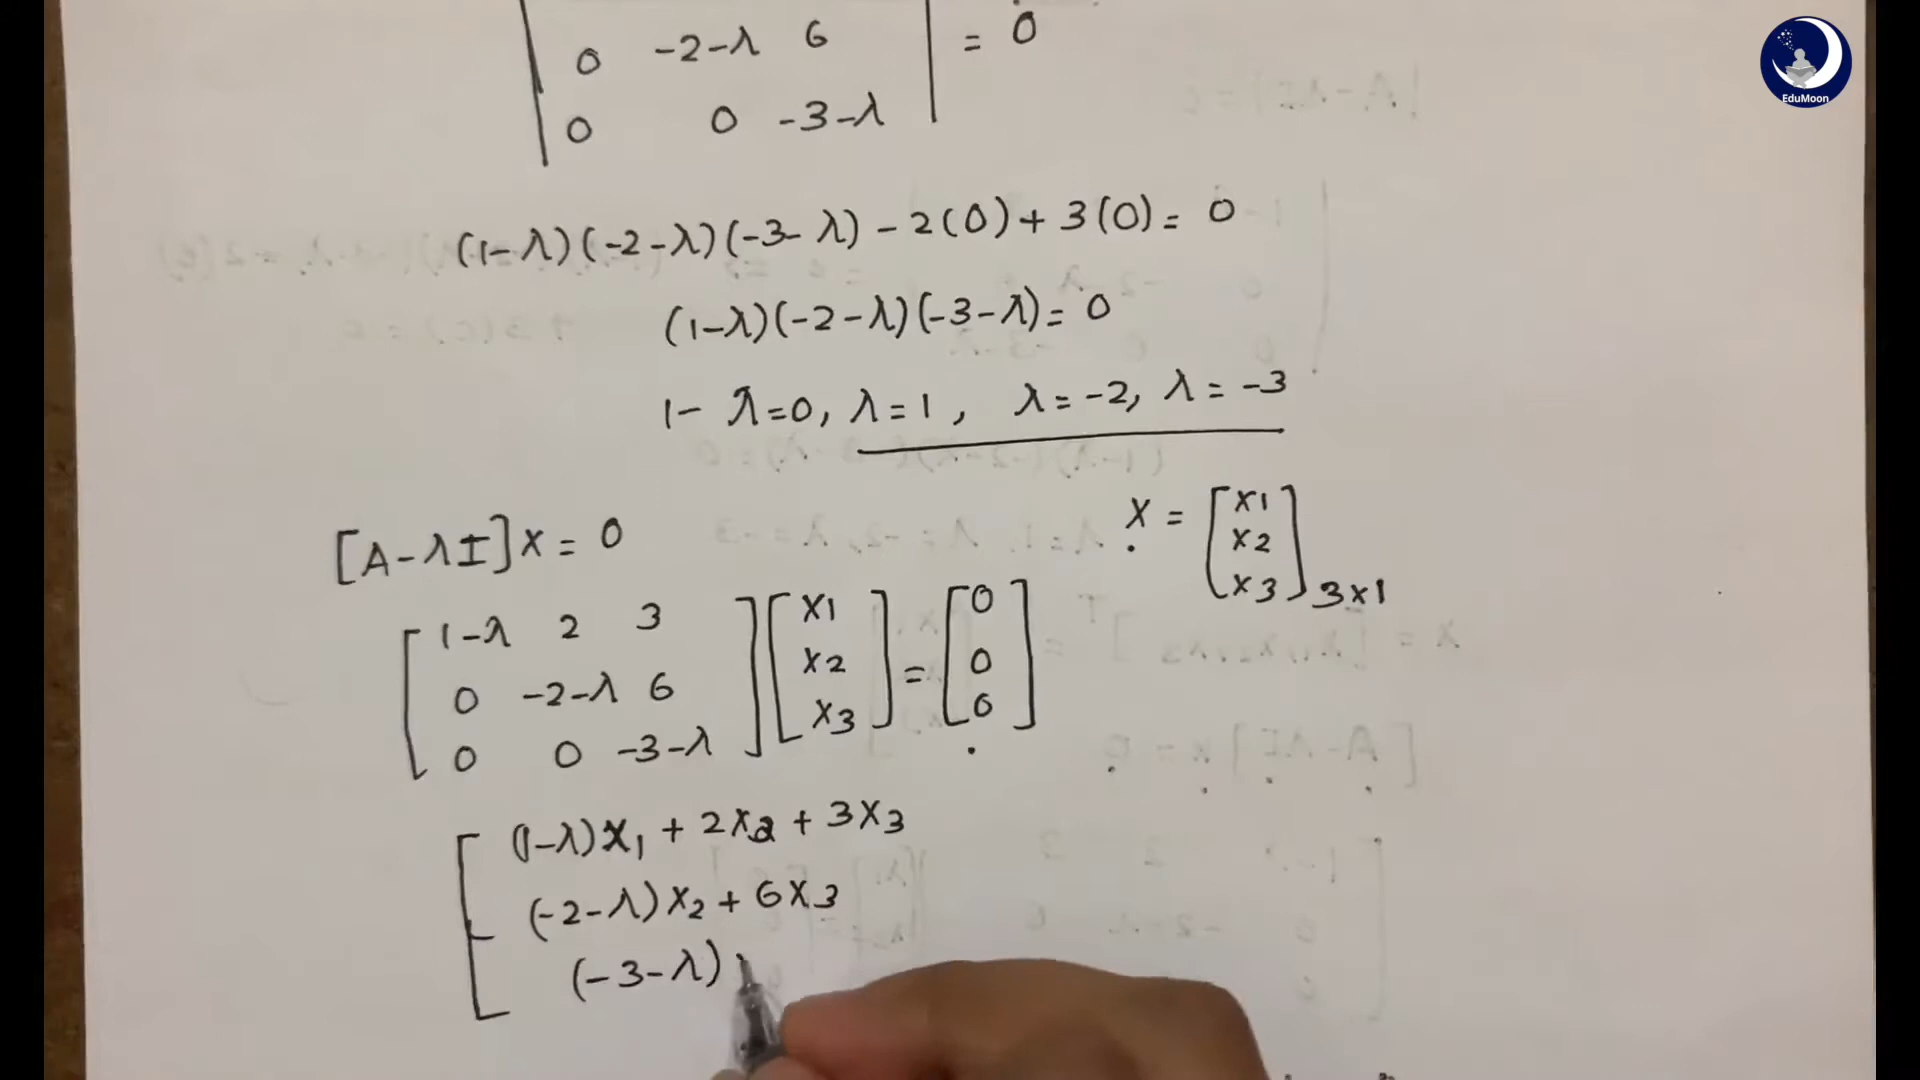 EduMoon
0 -2-λ 6 = 0
0 0 -3-λ
(1-λ)(-2-λ)(-3-λ) - 2(0) + 3(0) = 0
(1-λ)(-2-λ)(-3-λ) = 0
1-λ=0, λ=1, λ=-2, λ=-3
[A-λI]x = 0
X = [x1 x2 x3] 3x1
[1-λ 2 3] [x1] [0]
[0 -2-λ 6] [x2] = [0]
[0 0 -3-λ] [x3] [0]
(1-λ)x1 + 2x2 + 3x3
(-2-λ)x2 + 6x3
(-3-λ)